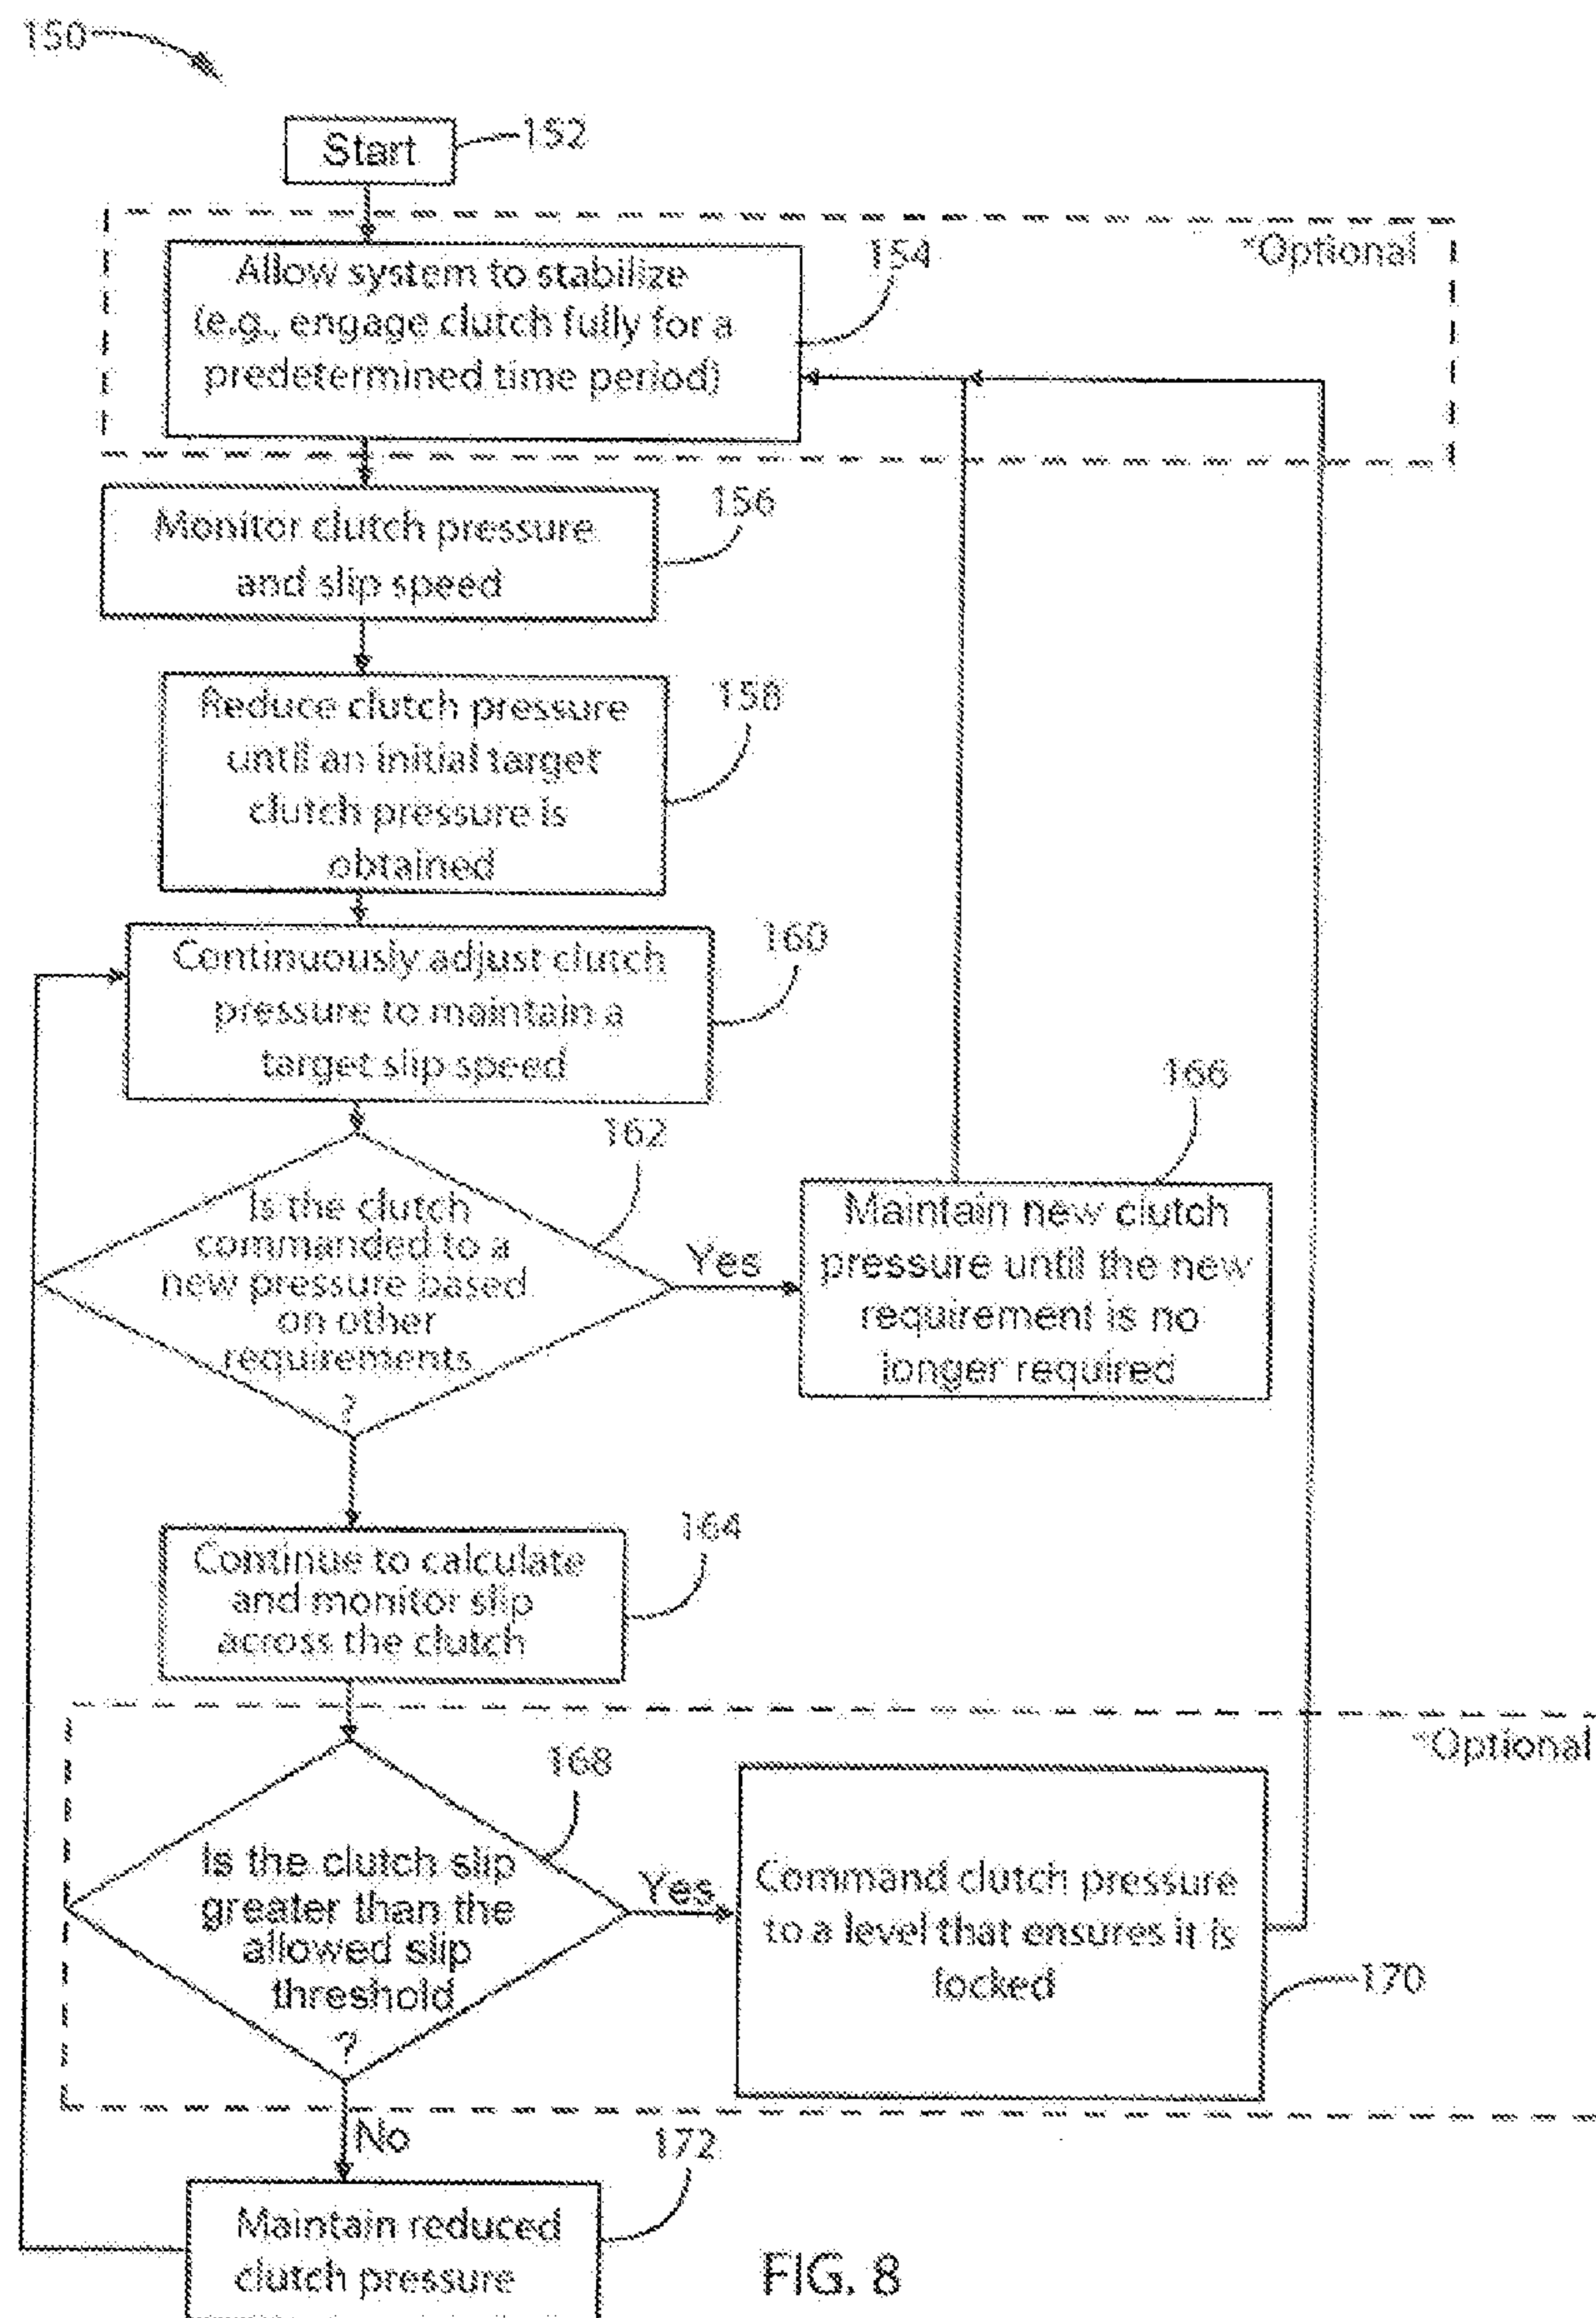 150
Start
152
*Optional
154
Allow system to stabilize
(e.g., engage clutch fully for a
predetermined time period)
156
Monitor clutch pressure
and slip speed
158
Reduce clutch pressure
until an initial target
clutch pressure is
obtained
160
Continuously adjust clutch
pressure to maintain a
target slip speed
162
Is the clutch
commanded to a
new pressure based
on other
requirements
?
Yes
166
Maintain new clutch
pressure until the new
requirement is no
longer required
164
Continue to calculate
and monitor slip
across the clutch
*Optional
168
Is the clutch slip
greater than the
allowed slip
threshold
?
Yes
Command clutch pressure
to a level that ensures it is
locked
170
No
172
Maintain reduced
clutch pressure
FIG. 8